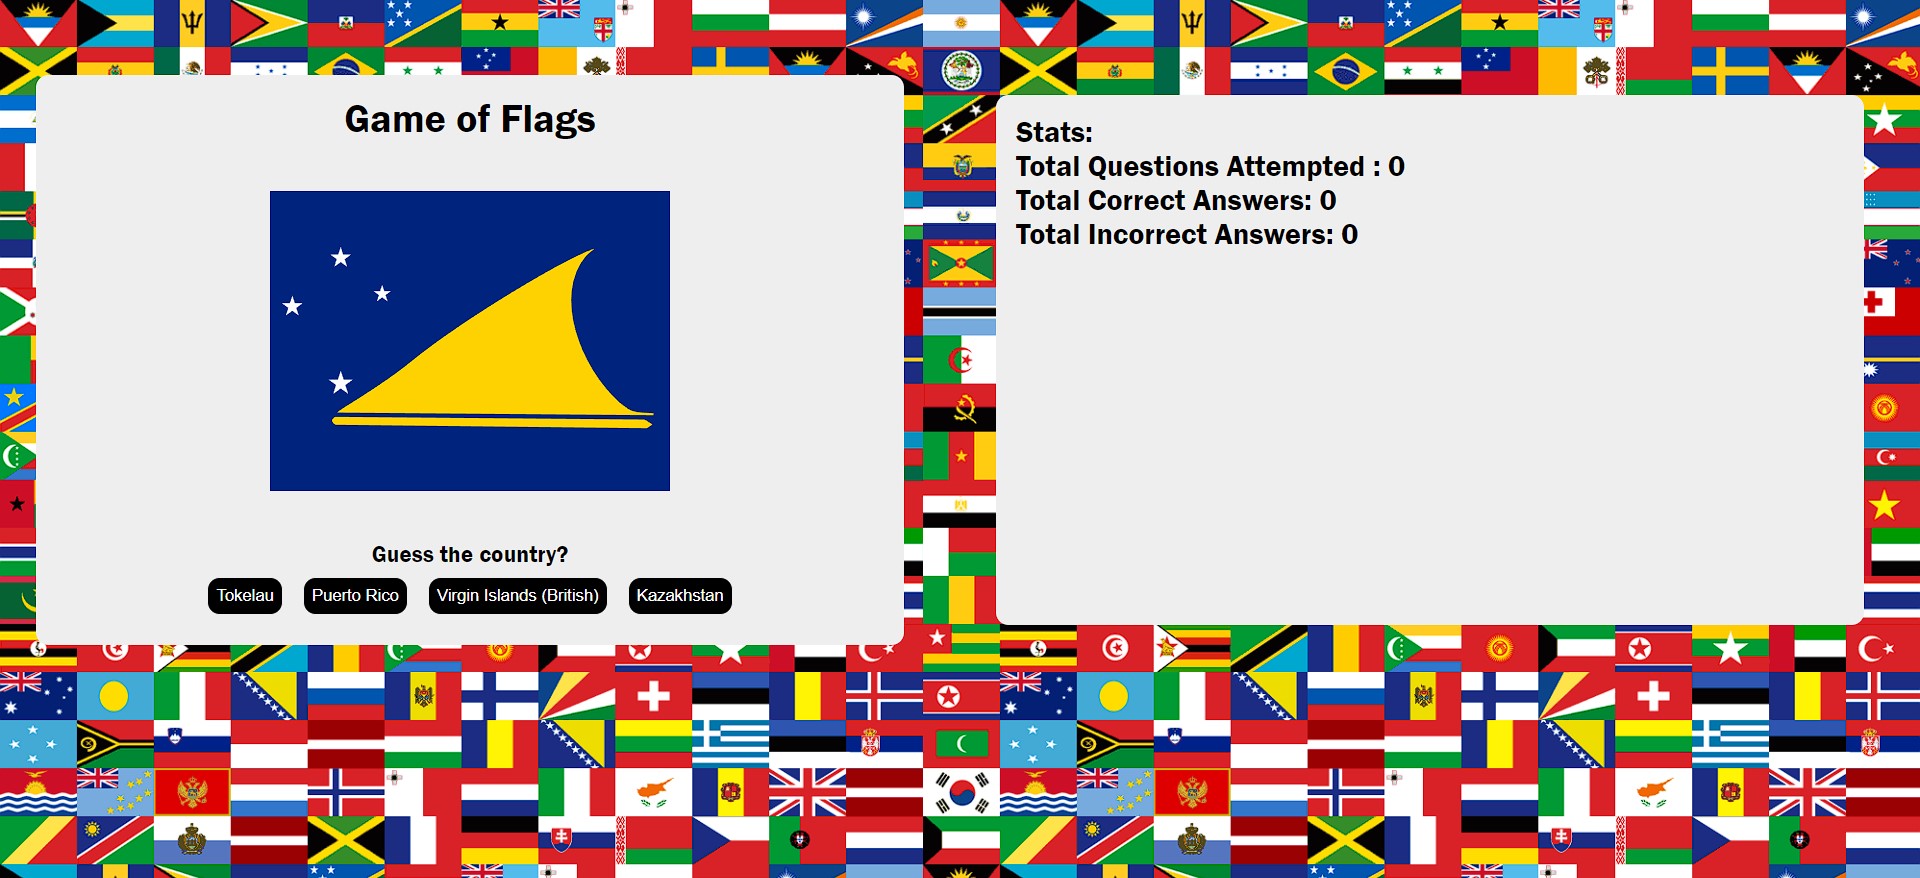 Game of Flags
Guess the country?
Tokelau
Puerto Rico
Virgin Islands (British)
Kazakhstan
Stats:
Total Questions Attempted : 0
Total Correct Answers: 0
Total Incorrect Answers: 0